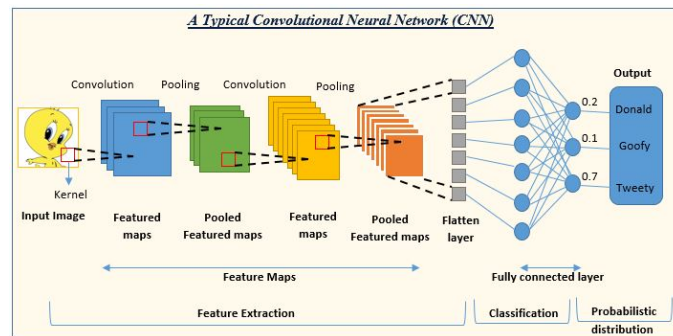 A Typical Convolutional Neural Network (CNN)
Convolution
Pooling
Convolution
Pooling
Output
0.2
Donald
0.1
Goofy
0.7
Tweety
Kernel
Input Image
Featured
maps
Pooled
Featured maps
Featured
maps
Pooled
Featured maps
Flatten
layer
Feature Maps
Fully connected layer
Feature Extraction
Classification
Probabilistic
distribution